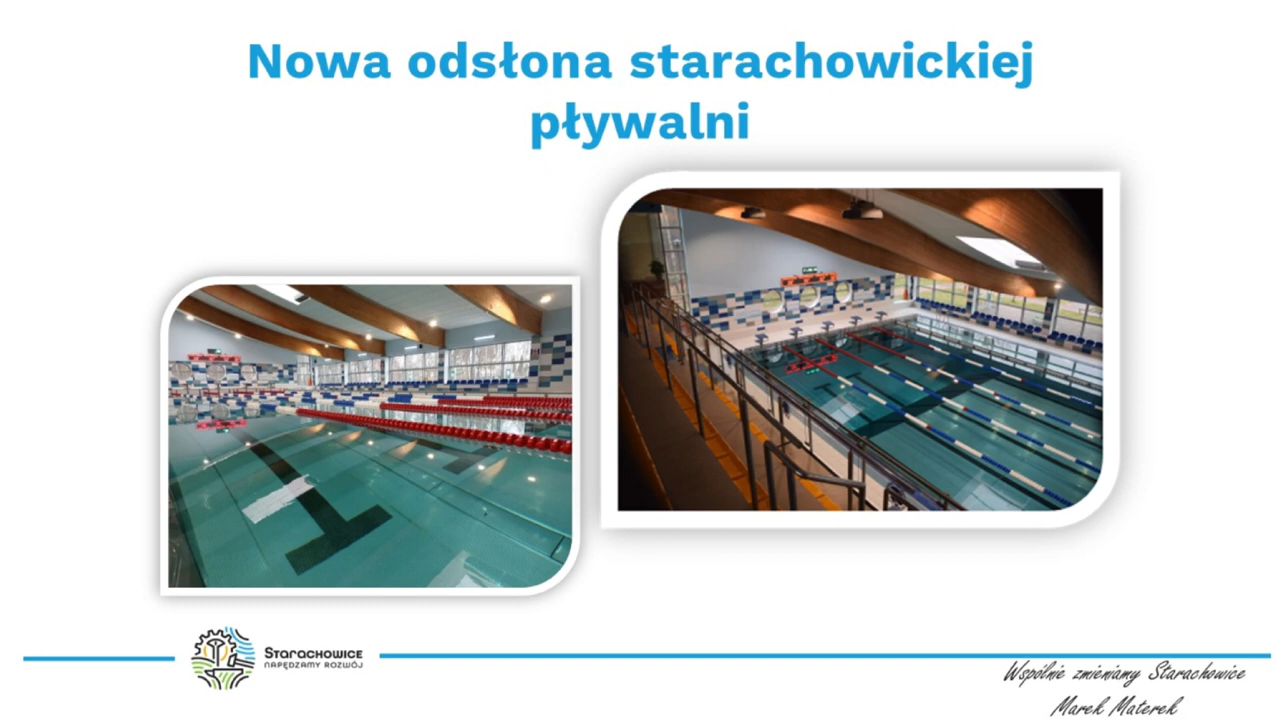 Nowa odsłona starachowickiej
pływalni
Starachowice
NAPĘDZAMY ROZWÓJ
Wspólnie zmieniamy Starachowice
Marek Materek